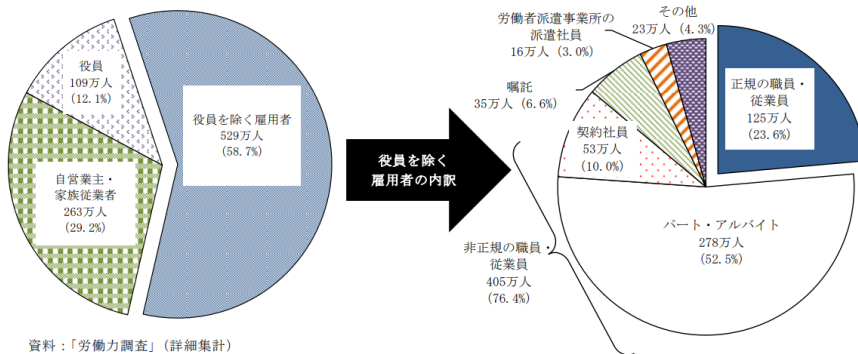 役員
109万人
(12.1%)
役員を除く雇用者
529万人
(58.7%)
自営業主・
家族従業者
263万人
(29.2%)
資料：「労働力調査」（詳細集計）
役員を除く
雇用者の内訳
労働者派遣事業所の
派遣社員
16万人（3.0%）
その他
23万人（4.3%）
嘱託
35万人（6.6%）
契約社員
53万人
(10.0%)
正規の職員・
従業員
125万人
(23.6%)
パート・アルバイト
278万人
(52.5%)
非正規の職員・
従業員
405万人
(76.4%)